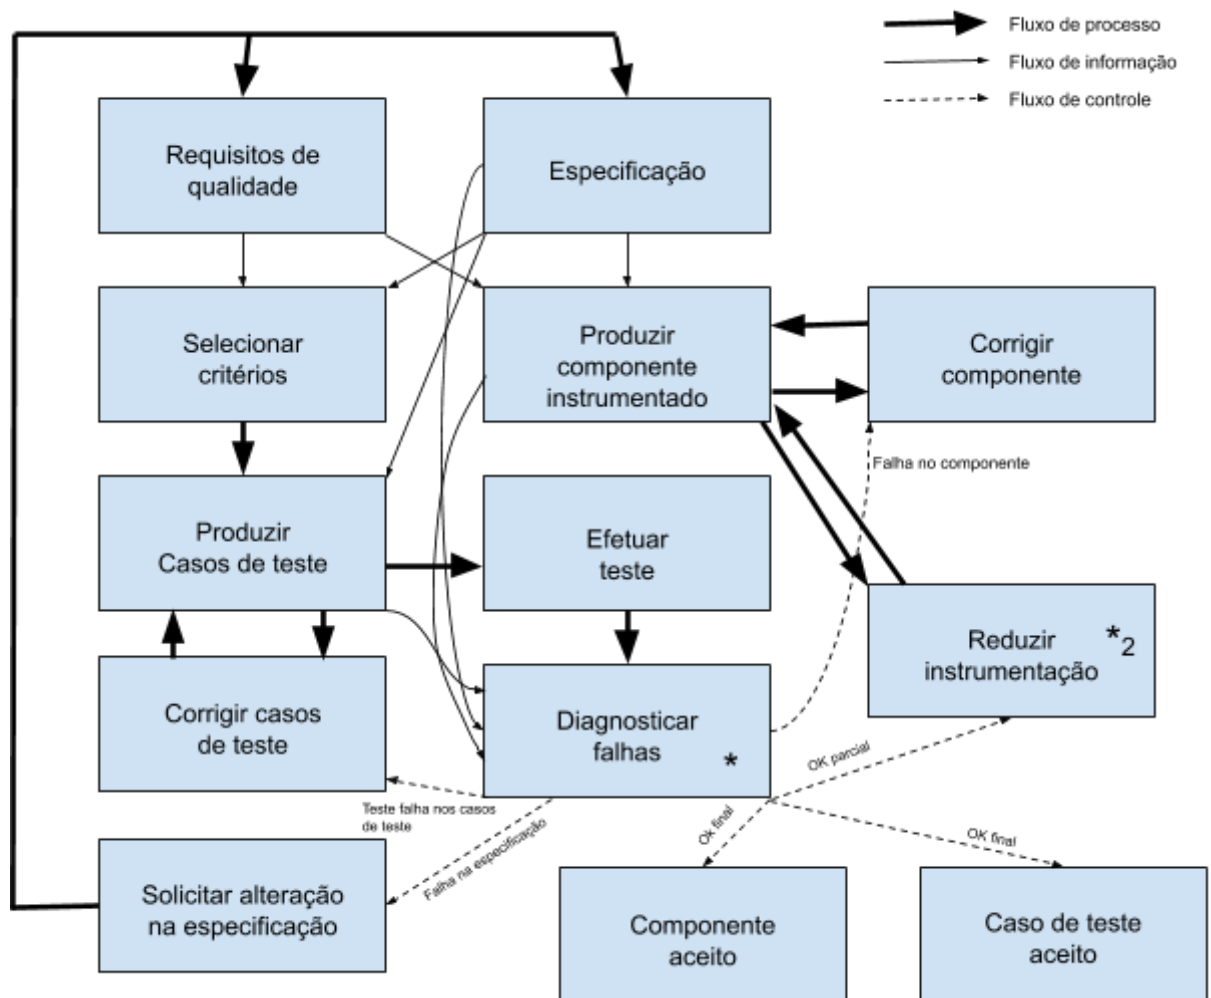 Fluxo de processo
Fluxo de informação
Fluxo de controle
Requisitos de
qualidade
Especificação
Selecionar
critérios
Produzir
componente
instrumentado
Corrigir
componente
Falha no componente
Produzir
Casos de teste
Efetuar
teste
Reduzir
instrumentação
*2
Corrigir casos
de teste
Diagnosticar
falhas
*
OK parcial
Teste falha nos casos
de teste
Falha na especificação
Ok final
OK final
Solicitar alteração
na especificação
Componente
aceito
Caso de teste
aceito